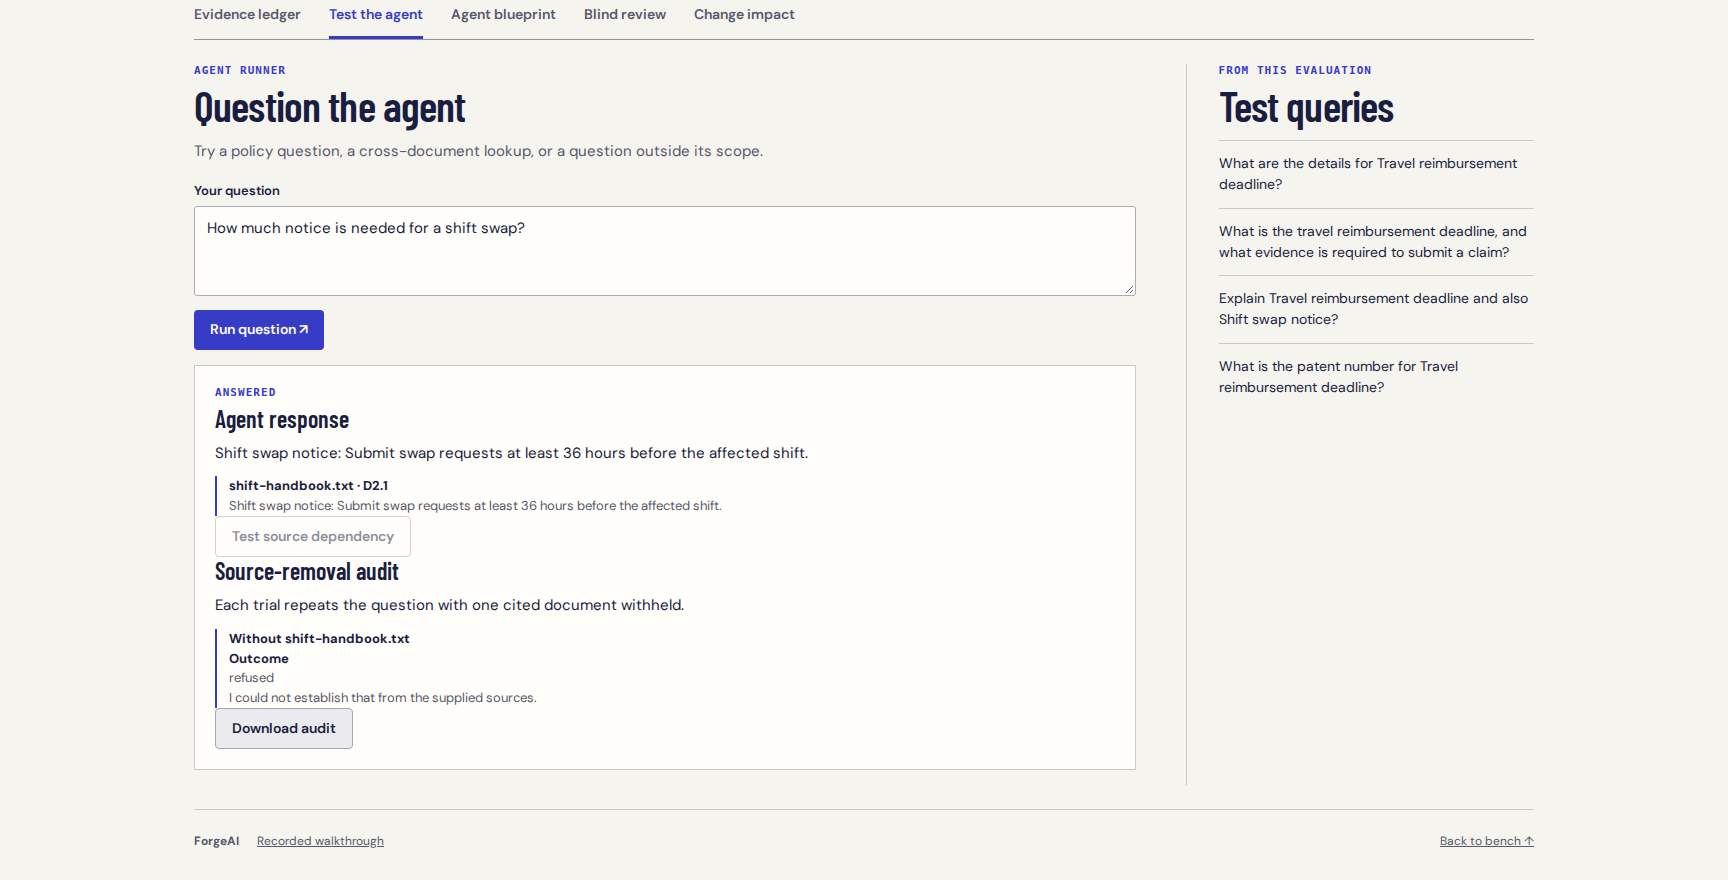 Evidence ledger
Test the agent
Agent blueprint
Blind review
Change impact
AGENT RUNNER
Question the agent
Try a policy question, a cross-document lookup, or a question outside its scope.
Your question
How much notice is needed for a shift swap?
Run question ↗
ANSWERED
Agent response
Shift swap notice: Submit swap requests at least 36 hours before the affected shift.
shift-handbook.txt · D2.1
Shift swap notice: Submit swap requests at least 36 hours before the affected shift.
Test source dependency
Source-removal audit
Each trial repeats the question with one cited document withheld.
Without shift-handbook.txt
Outcome
refused
I could not establish that from the supplied sources.
Download audit
FROM THIS EVALUATION
Test queries
What are the details for Travel reimbursement
deadline?
What is the travel reimbursement deadline, and
what evidence is required to submit a claim?
Explain Travel reimbursement deadline and also
Shift swap notice?
What is the patent number for Travel
reimbursement deadline?
ForgeAI
Recorded walkthrough
Back to bench ↑